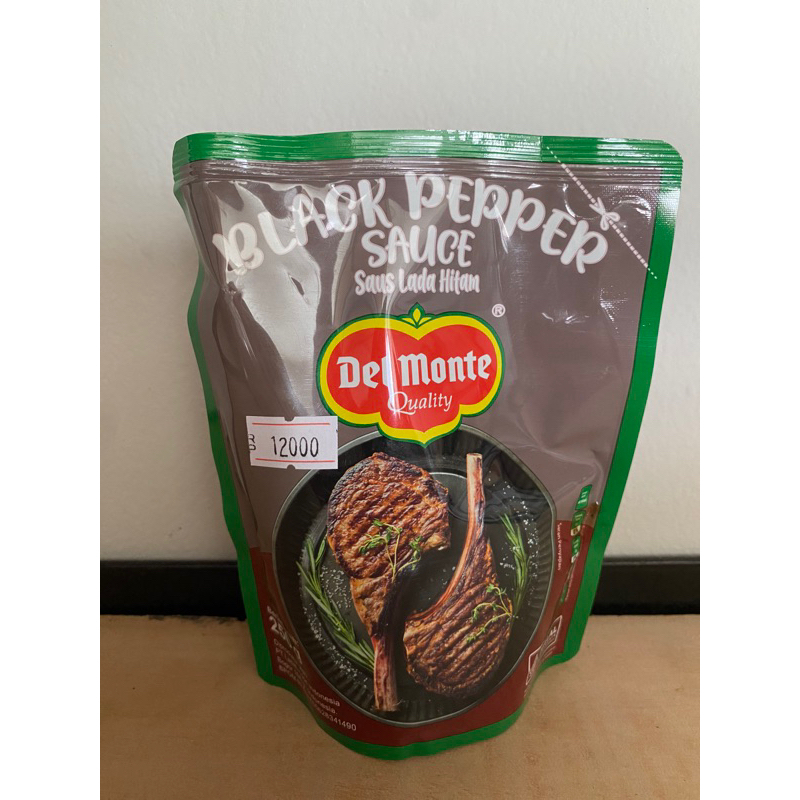 BLACK PEPPER
SAUCE
Saus Lada Hitam
®
Del Monte
Quality
B 12000